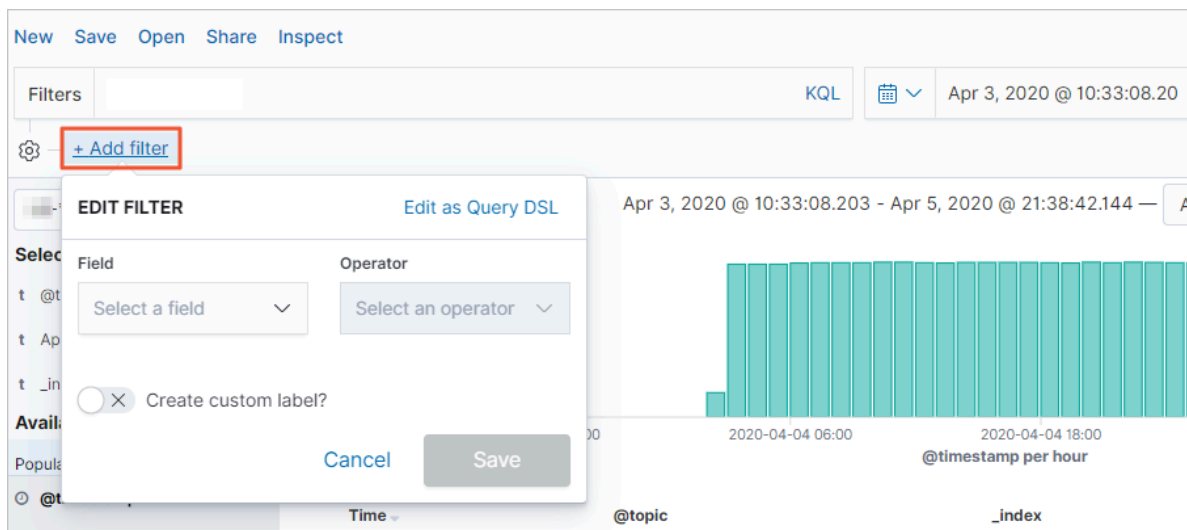 New Save Open Share Inspect
Filters KQL Apr 3, 2020 @ 10:33:08.20
+ Add filter
EDIT FILTER Edit as Query DSL
Apr 3, 2020 @ 10:33:08.203 - Apr 5, 2020 @ 21:38:42.144 —
Field Operator
Select a field Select an operator
t @t
t Ap
t _in
Create custom label?
Cancel Save
2020-04-04 06:00 2020-04-04 18:00
@timestamp per hour
Time @topic _index